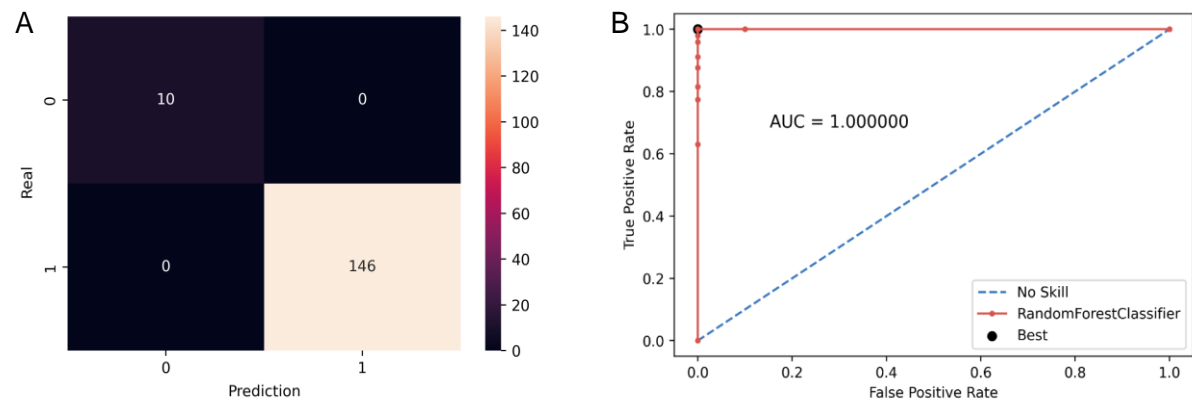 A
10
0
0
146
0
1
Real
0
1
Prediction
140
120
100
80
60
40
20
0
B
1.0
0.8
0.6
0.4
0.2
0.0
True Positive Rate
AUC = 1.000000
No Skill
RandomForestClassifier
Best
0.0
0.2
0.4
0.6
0.8
1.0
False Positive Rate